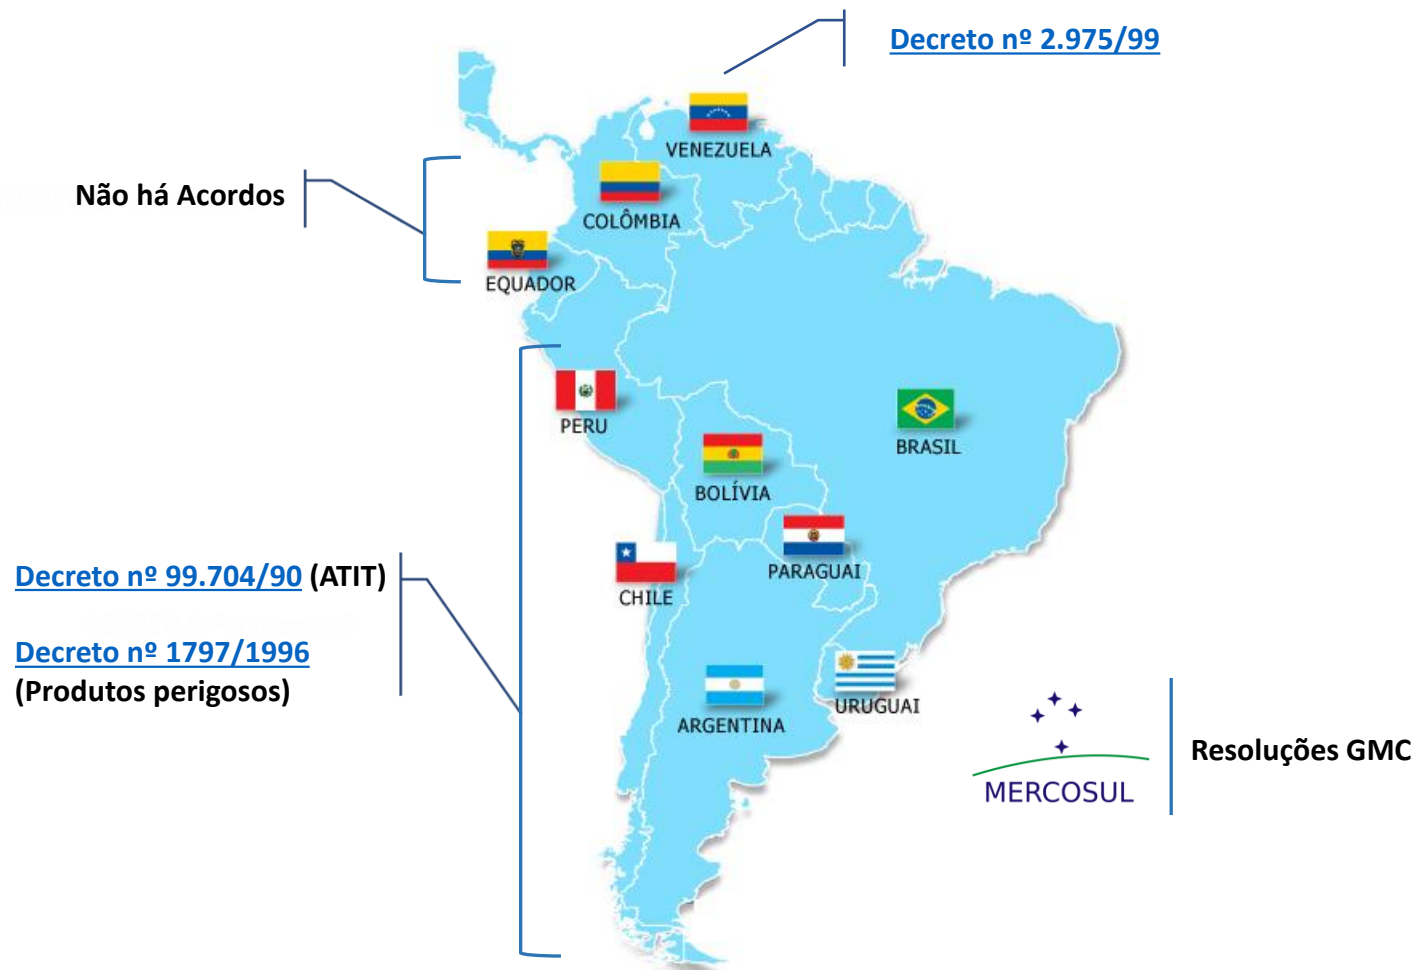 Decreto nº 2.975/99
VENEZUELA
Não há Acordos
COLÔMBIA
EQUADOR
PERU
BRASIL
BOLÍVIA
Decreto nº 99.704/90 (ATIT)
PARAGUAI
CHILE
Decreto nº 1797/1996
(Produtos perigosos)
URUGUAI
ARGENTINA
Resoluções GMC
MERCOSUL